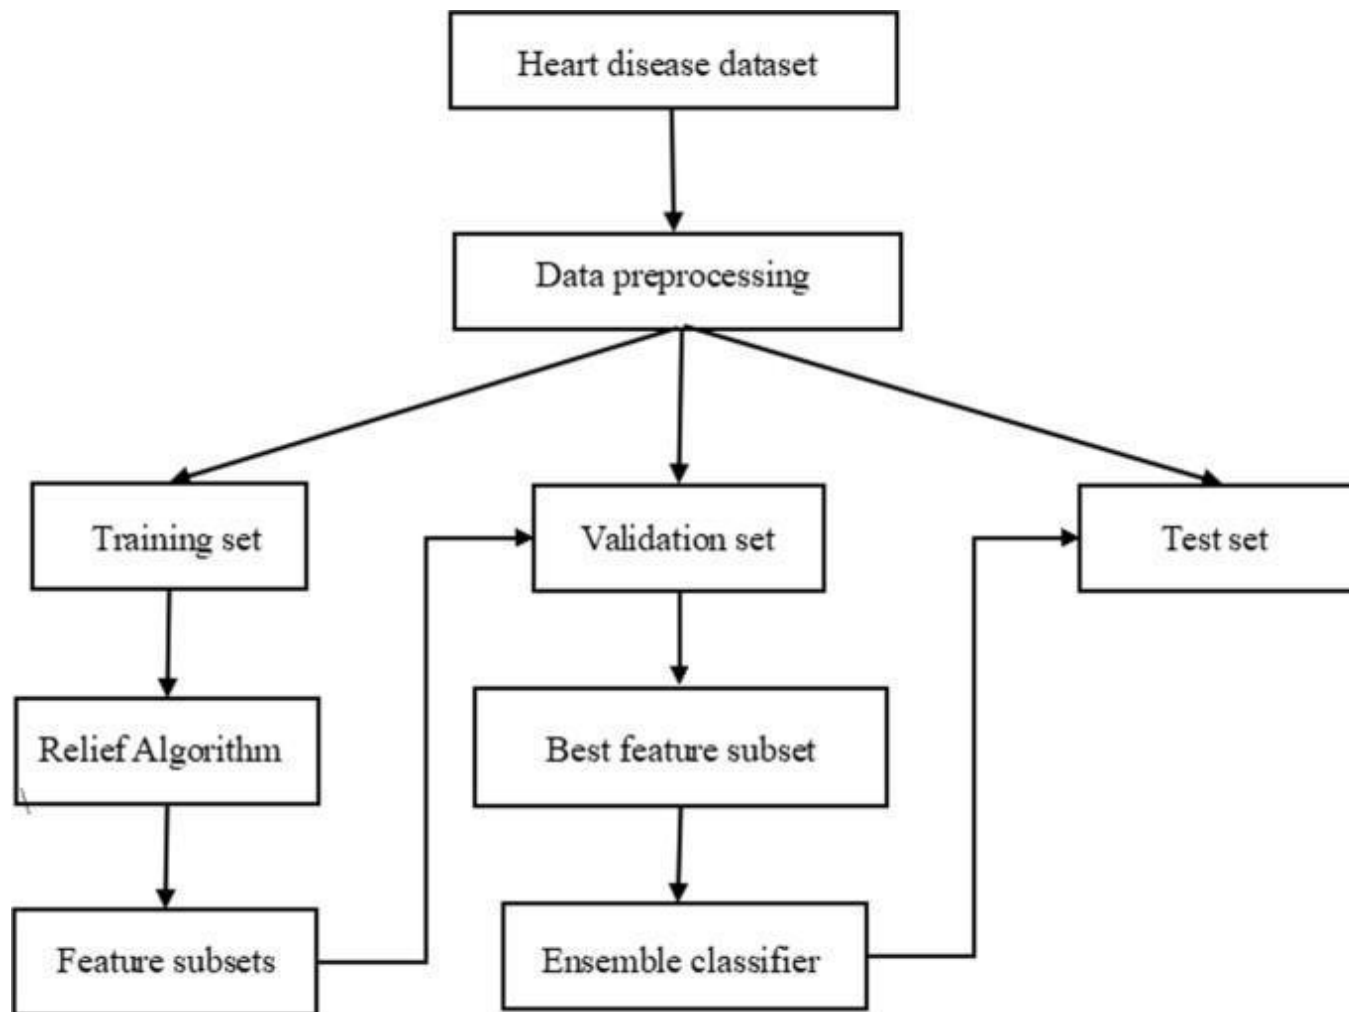 Heart disease dataset
Data preprocessing
Training set
Validation set
Test set
Relief Algorithm
Best feature subset
Feature subsets
Ensemble classifier